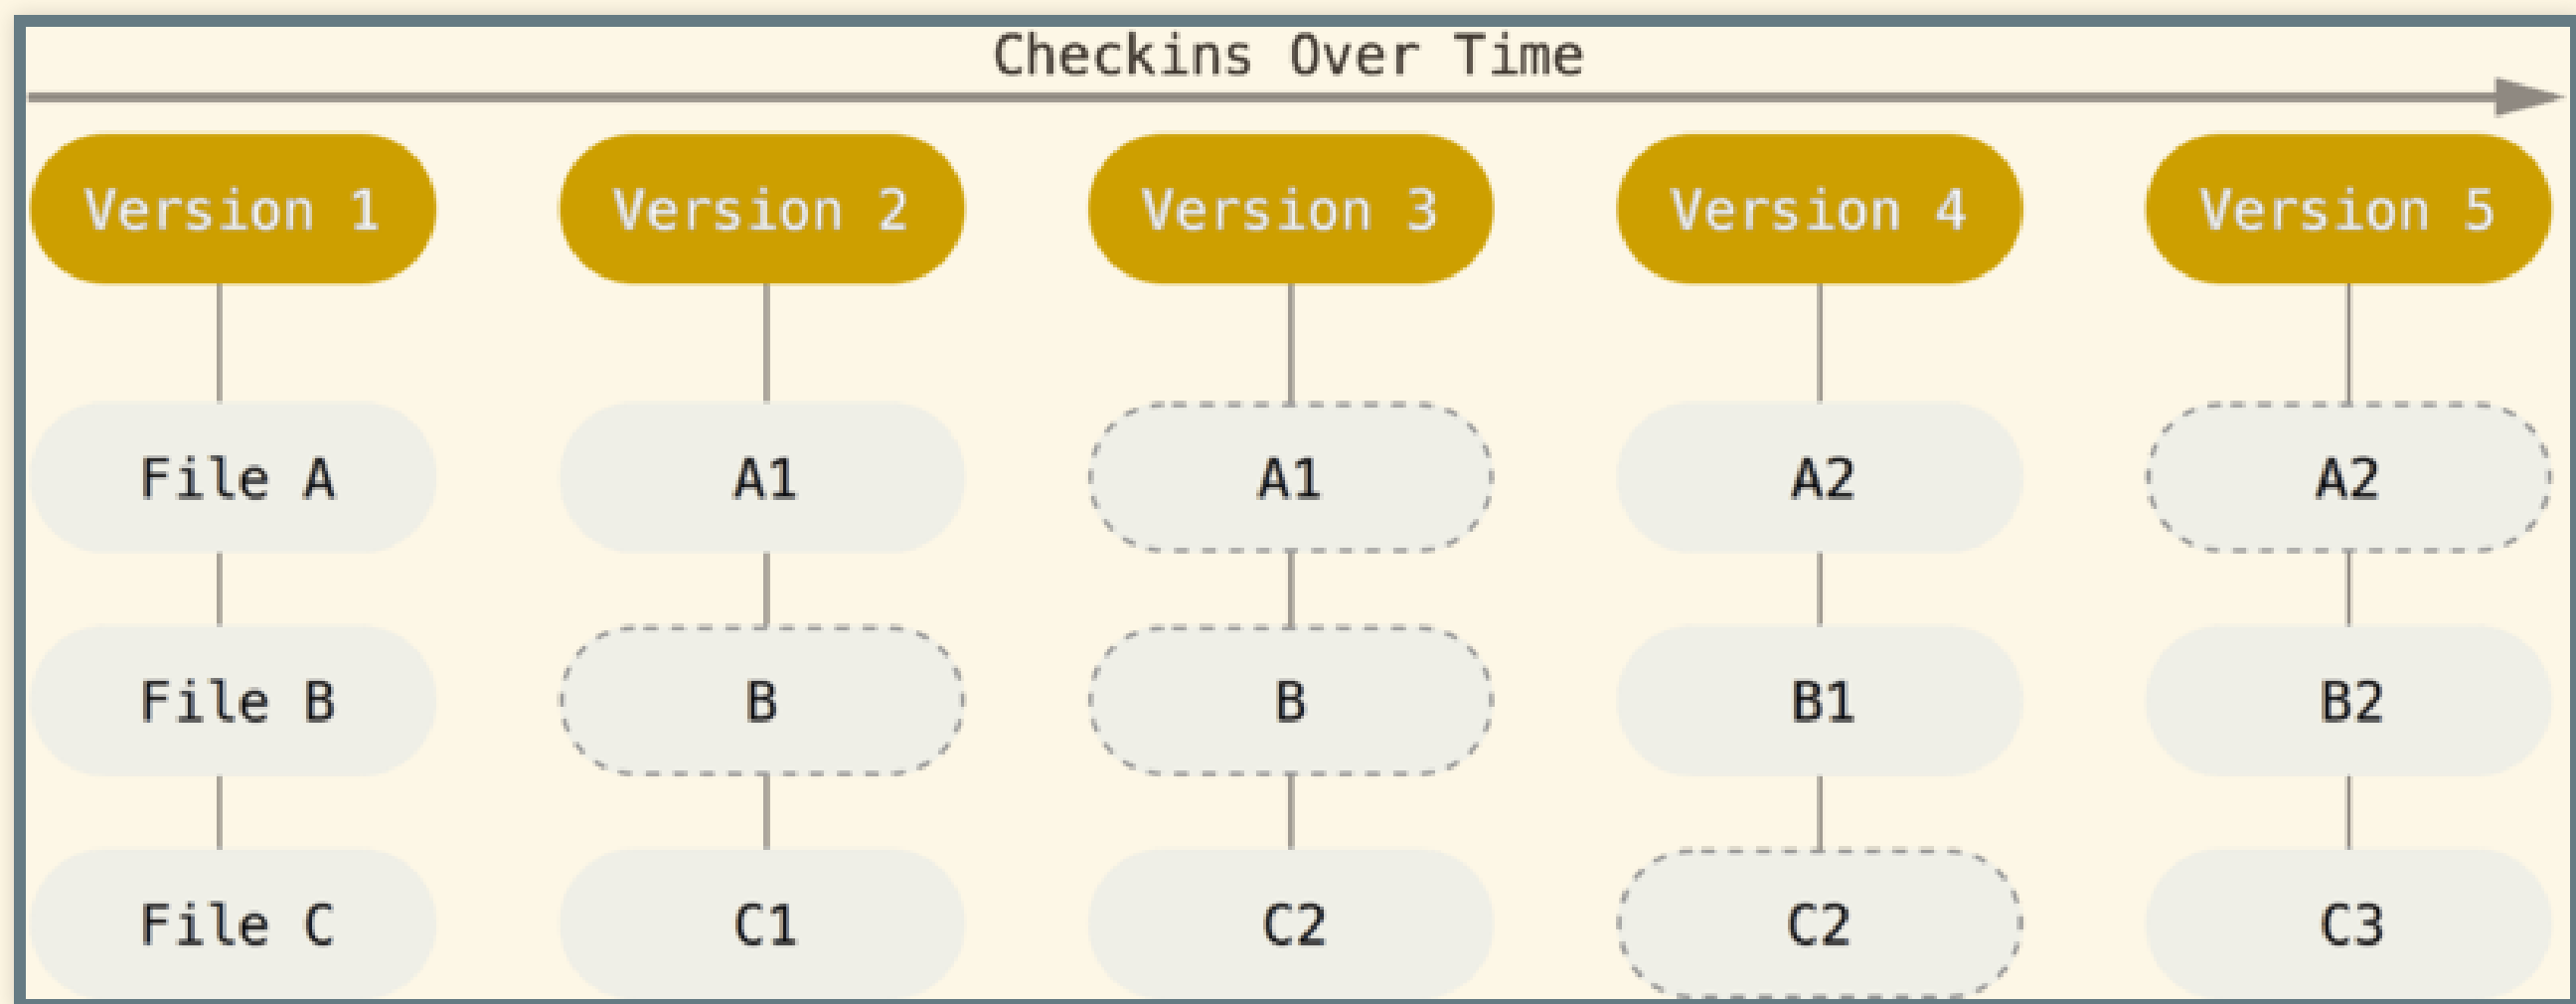 Checkins Over Time
Version 1 Version 2 Version 3 Version 4 Version 5
File A A1 A1 A2 A2
File B B B B1 B2
File C C1 C2 C2 C3